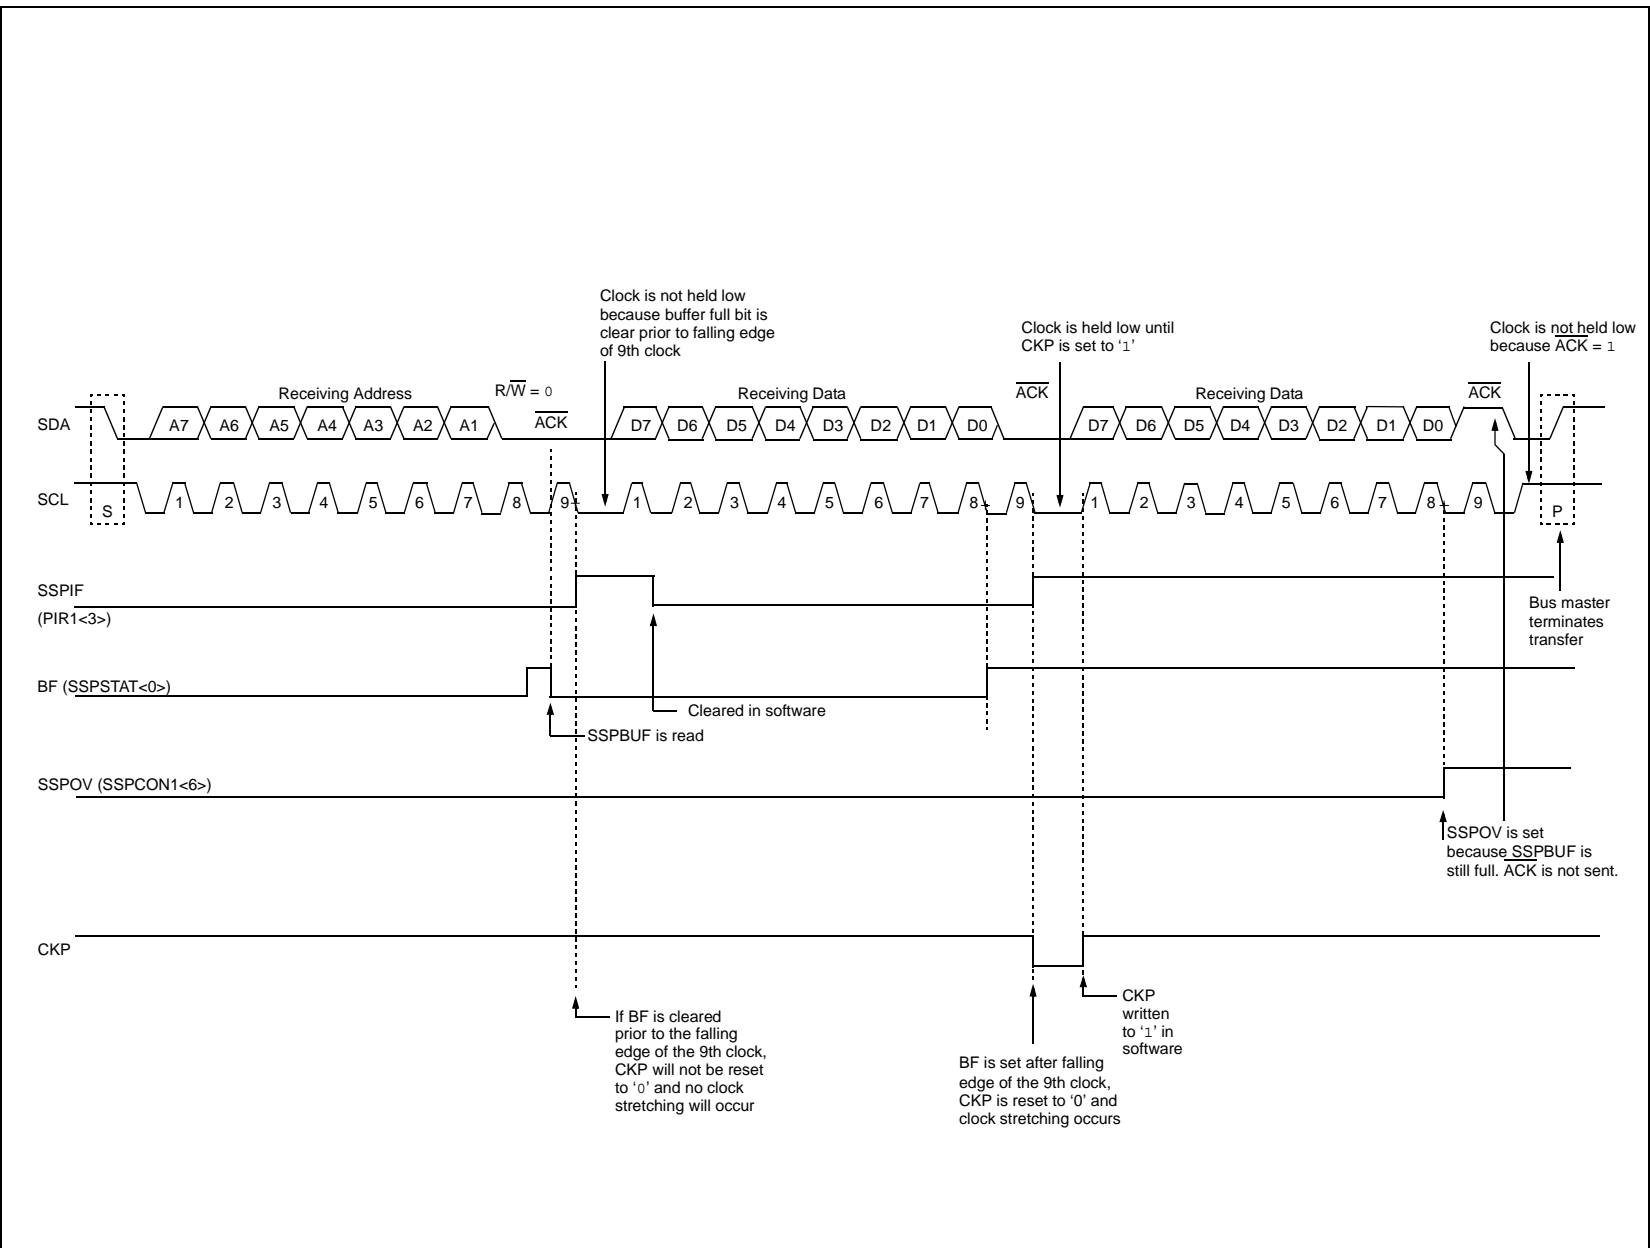 Clock is not held low
because buffer full bit is
clear prior to falling edge
of 9th clock
Clock is held low until
CKP is set to ‘1’
Clock is not held low
because ACK = 1
Receiving Address
R/W = 0
ACK
Receiving Data
ACK
Receiving Data
ACK
SDA
A7 A6 A5 A4 A3 A2 A1
D7 D6 D5 D4 D3 D2 D1 D0
D7 D6 D5 D4 D3 D2 D1 D0
SCL
S
1 2 3 4 5 6 7 8 9
1 2 3 4 5 6 7 8 9
1 2 3 4 5 6 7 8 9
P
SSPIF
(PIR1<3>)
Bus master
terminates
transfer
BF (SSPSTAT<0>)
Cleared in software
SSPBUF is read
SSPOV (SSPCON1<6>)
SSPOV is set
because SSPBUF is
still full. ACK is not sent.
CKP
CKP
written
to ‘1’ in
software
If BF is cleared
prior to the falling
edge of the 9th clock,
CKP will not be reset
to ‘0’ and no clock
stretching will occur
BF is set after falling
edge of the 9th clock,
CKP is reset to ‘0’ and
clock stretching occurs